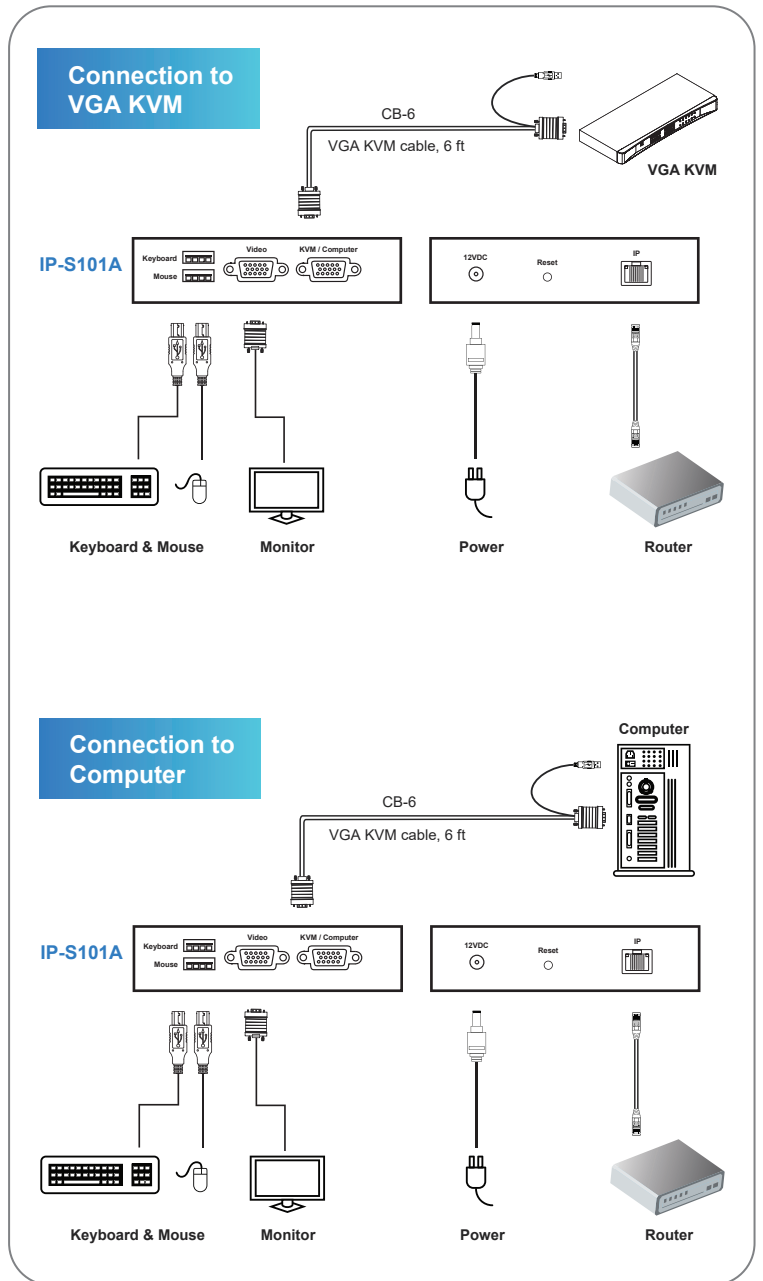 Connection to
VGA KVM
CB-6
VGA KVM cable, 6 ft
VGA KVM
IP-S101A
Keyboard
Mouse
Video
KVM / Computer
12VDC
Reset
IP
Keyboard & Mouse
Monitor
Power
Router
Connection to
Computer
Computer
CB-6
VGA KVM cable, 6 ft
IP-S101A
Keyboard
Mouse
Video
KVM / Computer
12VDC
Reset
IP
Keyboard & Mouse
Monitor
Power
Router